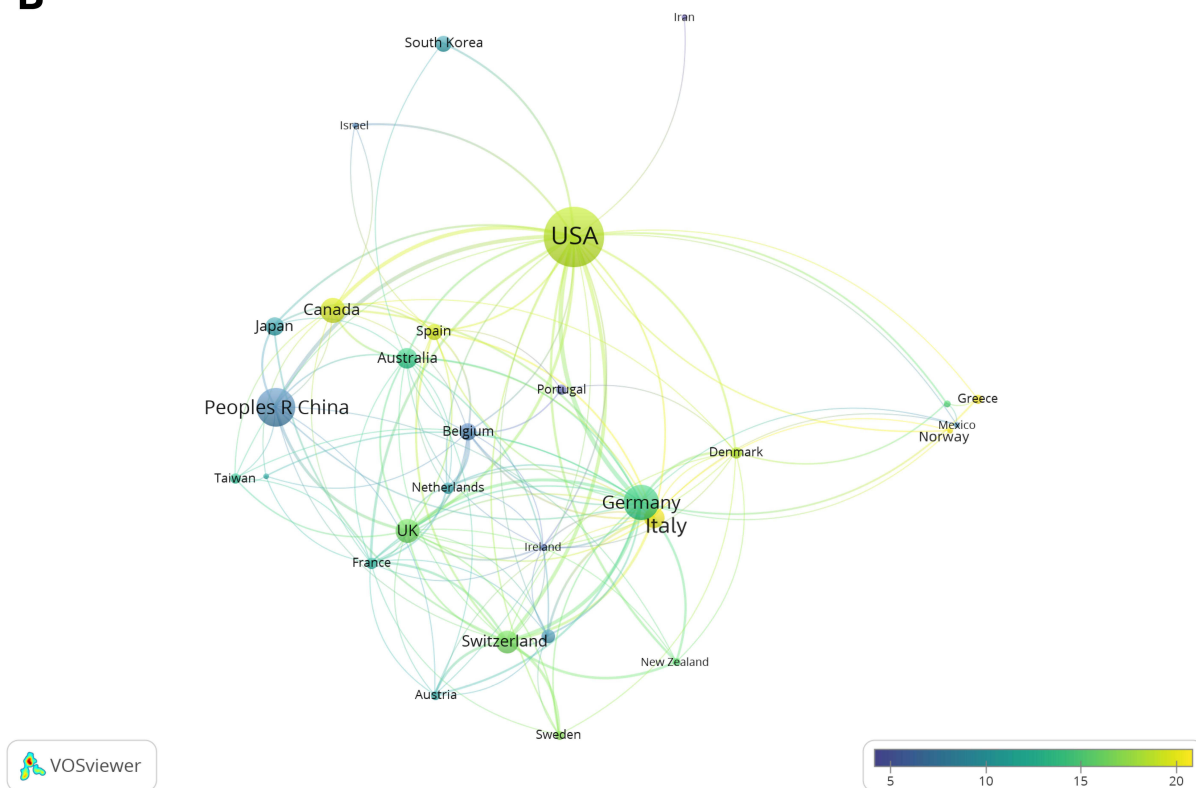 B
Iran
South Korea
Israel
USA
Canada
Japan
Spain
Australia
Portugal
Greece
Peoples R China
Mexico
Belgium
Norway
Denmark
Taiwan
Netherlands
Germany
Italy
UK
Ireland
France
Switzerland
New Zealand
Austria
Sweden
VOSviewer
5 10 15 20